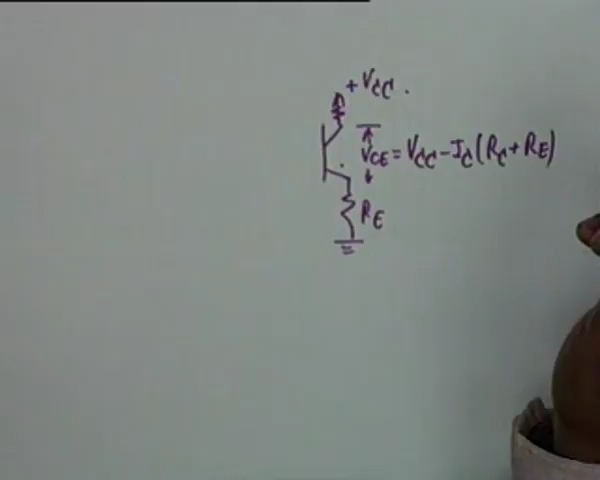 + VCC .
VCE = VCC - IC (RC + RE)
RE